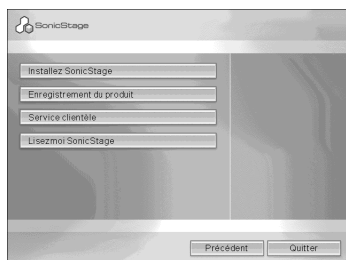 SonicStage
Installez SonicStage
Enregistrement du produit
Service clientèle
Lisezmoi SonicStage
Précédent Quitter